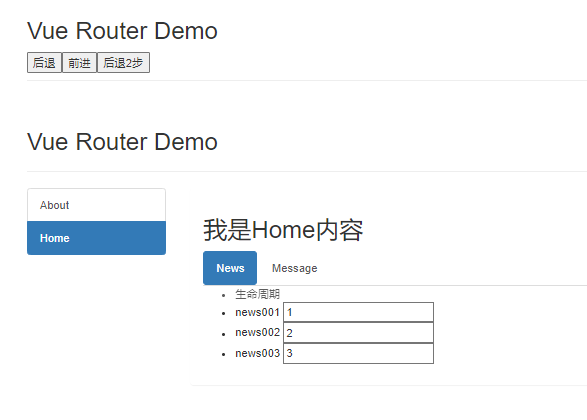 Vue Router Demo
后退 前进 后退2步
Vue Router Demo
About
Home
我是Home内容
News Message
生命周期
news001 1
news002 2
news003 3